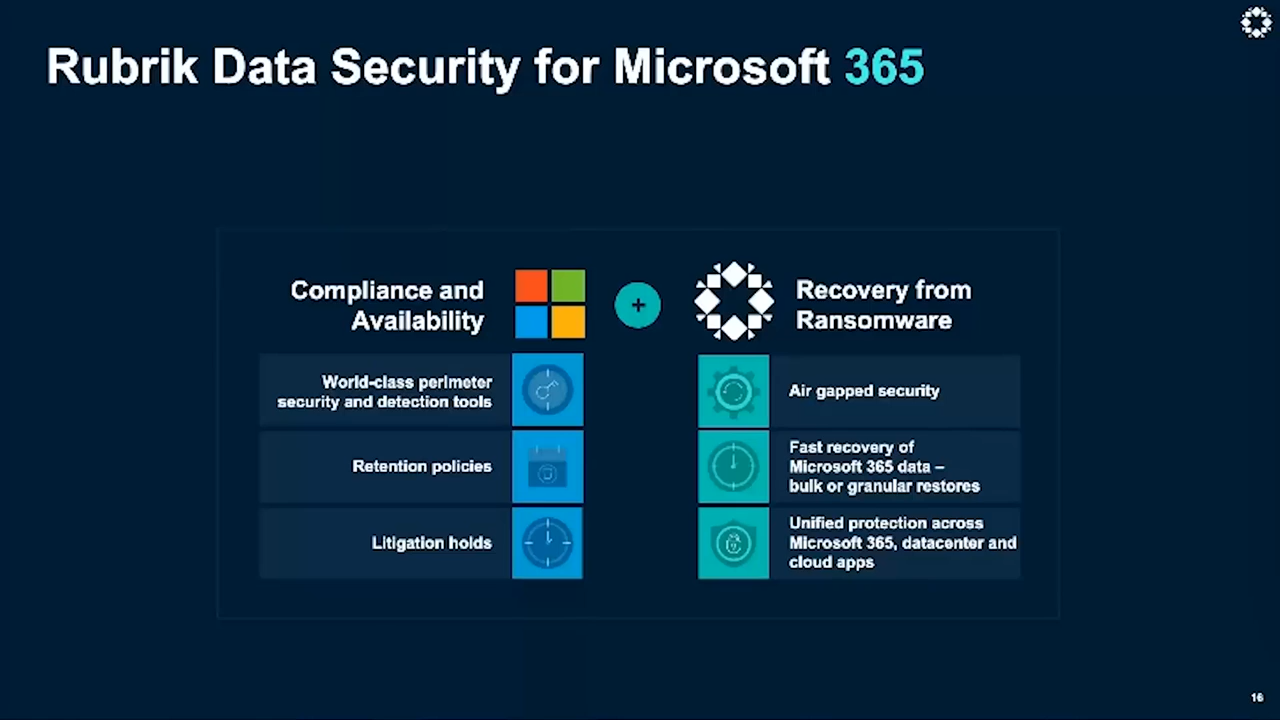 Rubrik Data Security for Microsoft 365
Compliance and
Availability
+
Recovery from
Ransomware
World-class perimeter
security and detection tools
Retention policies
Litigation holds
Air gapped security
Fast recovery of
Microsoft 365 data –
bulk or granular restores
Unified protection across
Microsoft 365, datacenter and
cloud apps
16